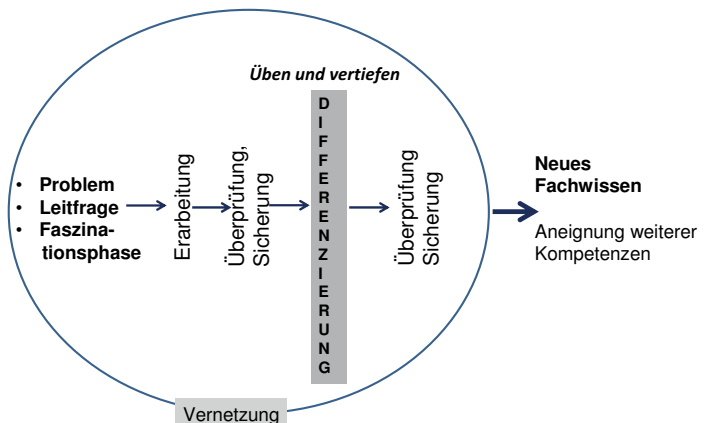 Üben und vertiefen
• Problem
• Leitfrage
• Faszina-
tionsphase
Erarbeitung
Überprüfung,
Sicherung
D
I
F
F
E
R
E
N
Z
I
E
R
U
N
G
Überprüfung
Sicherung
Neues
Fachwissen
Aneignung weiterer
Kompetenzen
Vernetzung